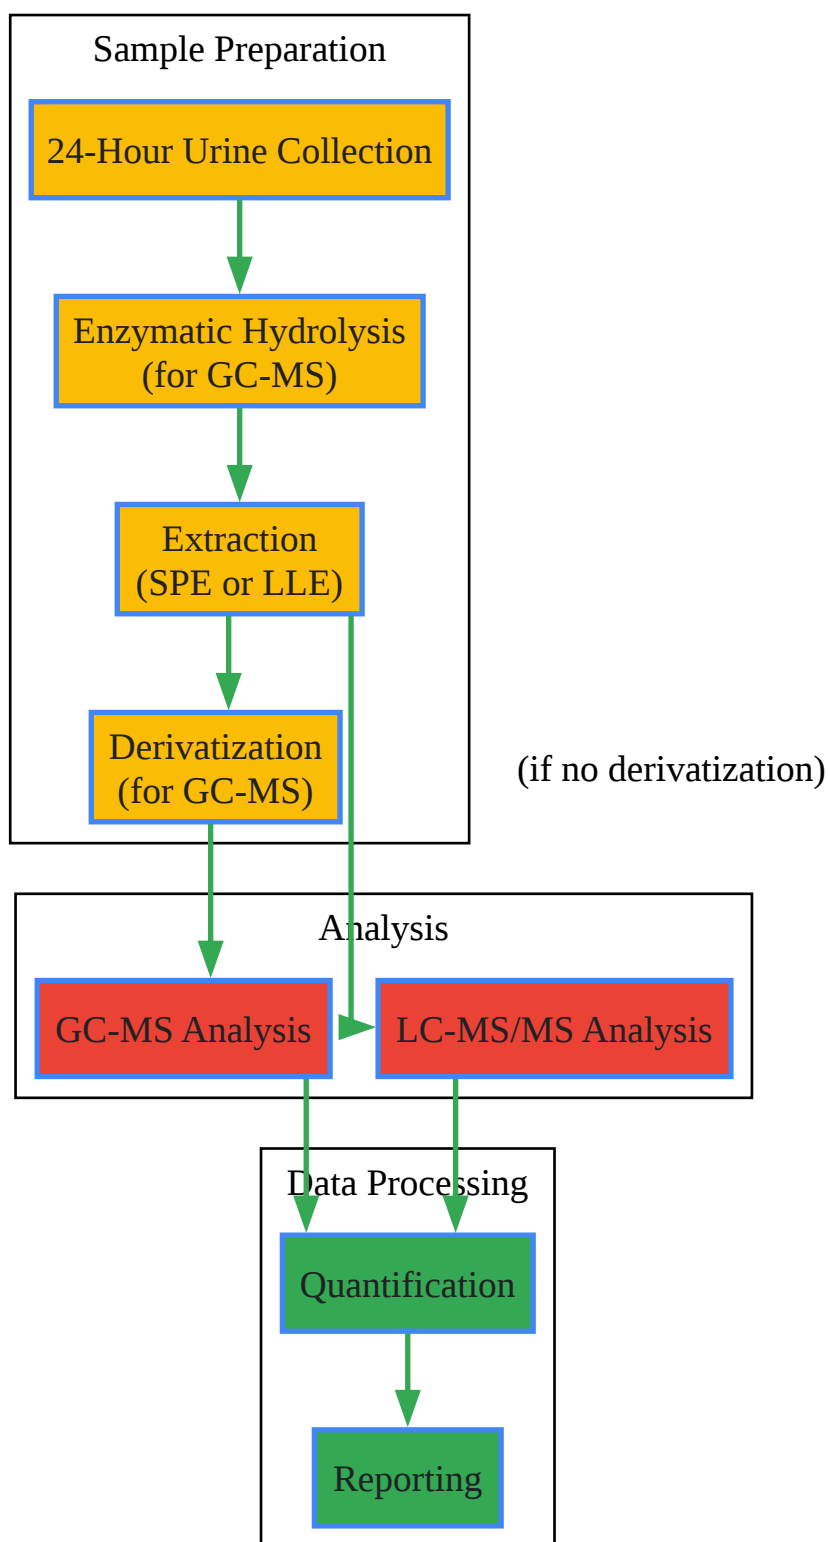 Sample Preparation
24-Hour Urine Collection
Enzymatic Hydrolysis
(for GC-MS)
Extraction
(SPE or LLE)
Derivatization
(for GC-MS)
(if no derivatization)
Analysis
GC-MS Analysis
LC-MS/MS Analysis
Data Processing
Quantification
Reporting